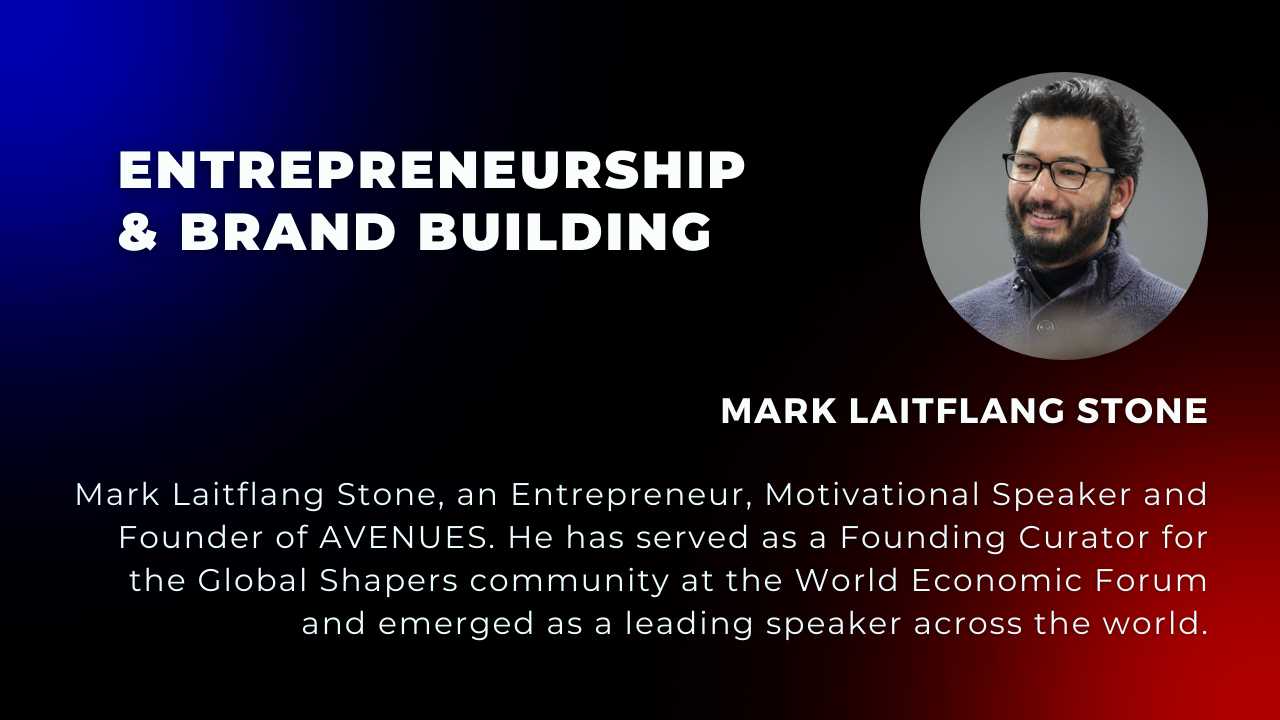 ENTREPRENEURSHIP
& BRAND BUILDING
MARK LAITFLANG STONE
Mark Laitflang Stone, an Entrepreneur, Motivational Speaker and
Founder of AVENUES. He has served as a Founding Curator for
the Global Shapers community at the World Economic Forum
and emerged as a leading speaker across the world.